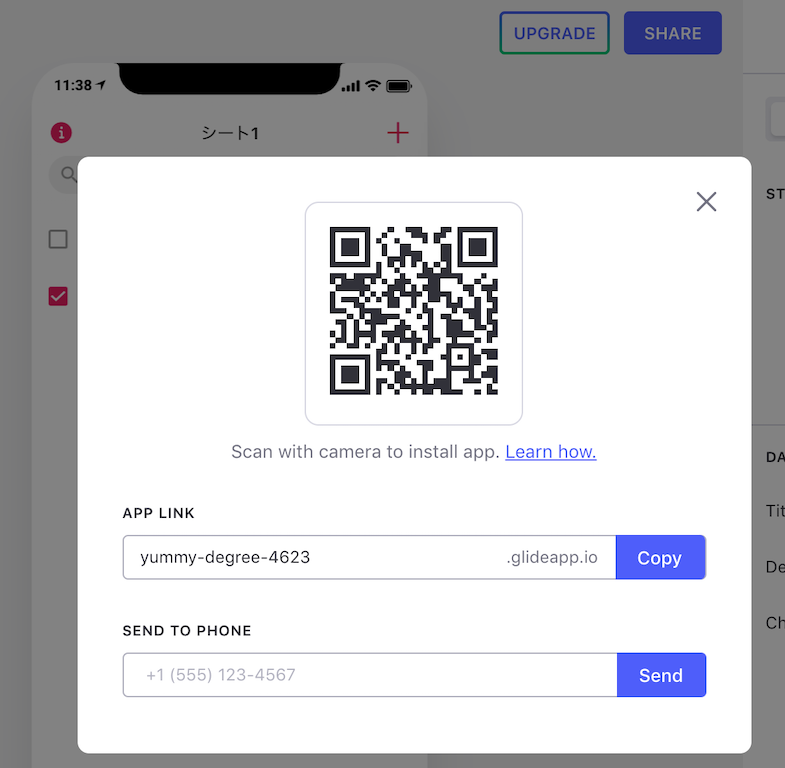 UPGRADE SHARE
11:38
シート1
ST
Scan with camera to install app. Learn how.
APP LINK
yummy-degree-4623 .glideapp.io Copy
DA
Tit
De
Ch
SEND TO PHONE
+1 (555) 123-4567 Send